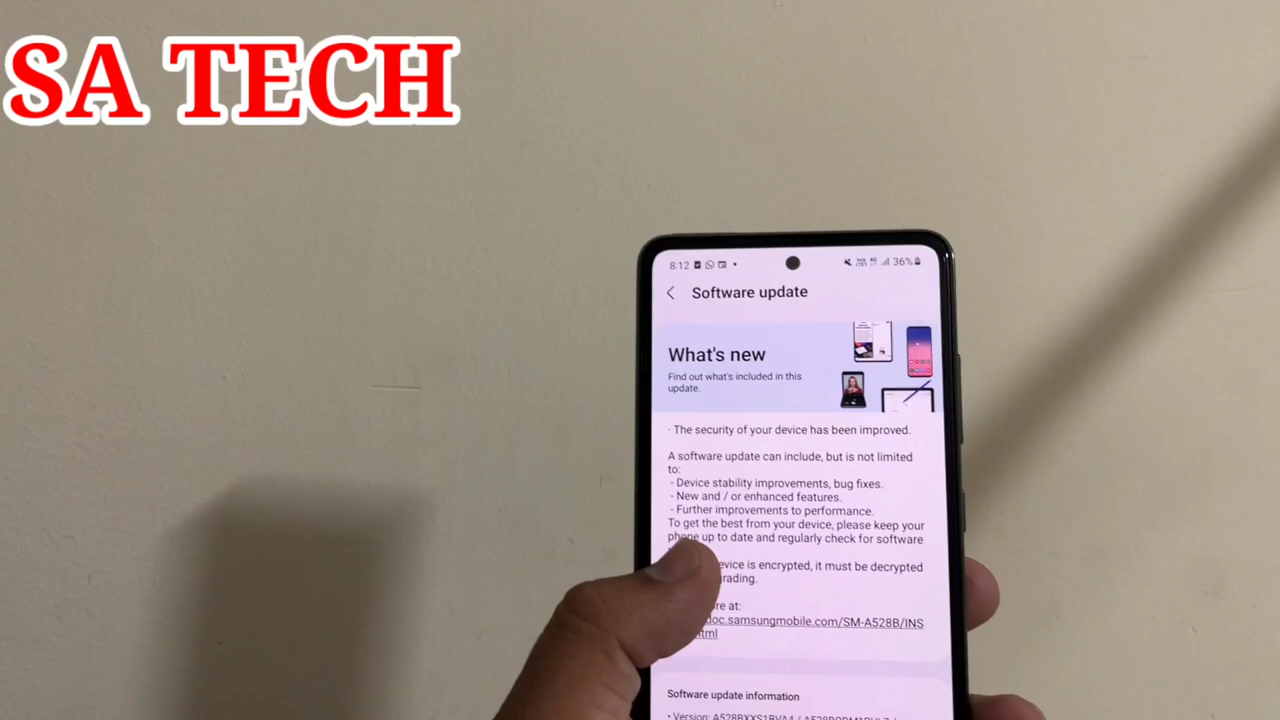 SA TECH
8:12
36%
Software update
What's new
Find out what's included in this
update.
· The security of your device has been improved.
A software update can include, but is not limited
to:
- Device stability improvements, bug fixes.
- New and / or enhanced features.
- Further improvements to performance.
To get the best from your device, please keep your
phone up to date and regularly check for software
is encrypted, it must be decrypted
at:
doc.samsungmobile.com/SM-A528B/INS
Software update information
• Version: